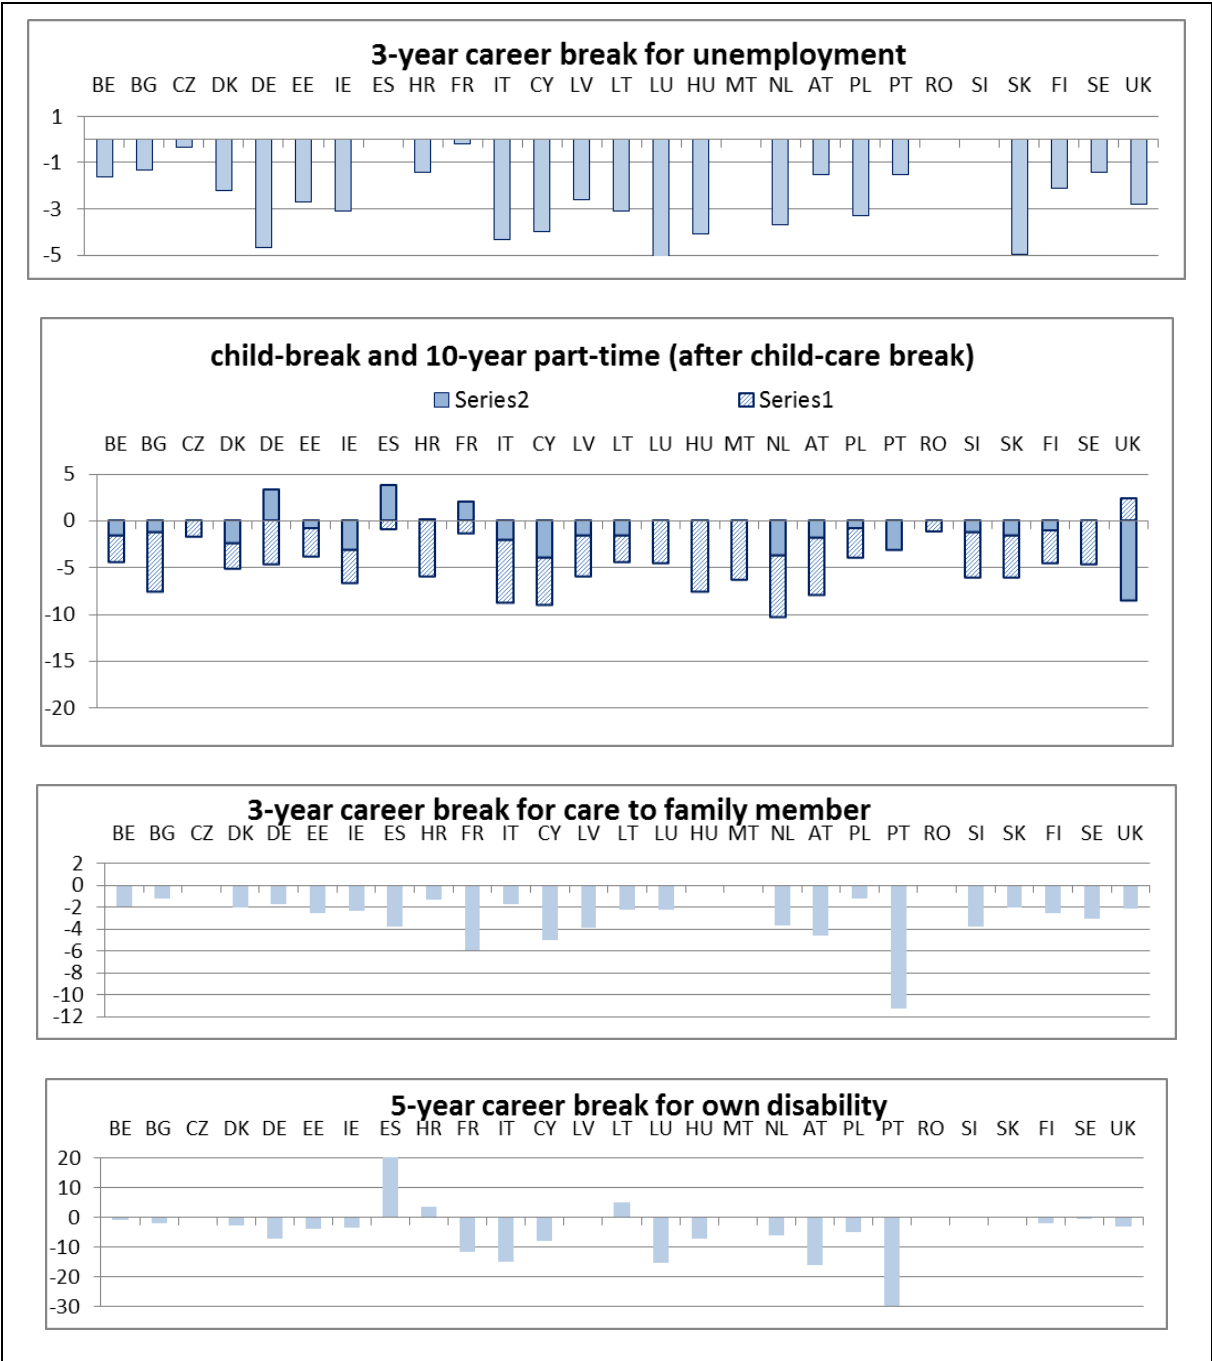 3-year career break for unemployment
BE BG CZ DK DE EE IE ES HR FR IT CY LV LT LU HU MT NL AT PL PT RO SI SK FI SE UK
1
-1
-3
-5
child-break and 10-year part-time (after child-care break)
Series2 Series1
BE BG CZ DK DE EE IE ES HR FR IT CY LV LT LU HU MT NL AT PL PT RO SI SK FI SE UK
5
0
-5
-10
-15
-20
3-year career break for care to family member
BE BG CZ DK DE EE IE ES HR FR IT CY LV LT LU HU MT NL AT PL PT RO SI SK FI SE UK
2
0
-2
-4
-6
-8
-10
-12
5-year career break for own disability
BE BG CZ DK DE EE IE ES HR FR IT CY LV LT LU HU MT NL AT PL PT RO SI SK FI SE UK
20
10
0
-10
-20
-30